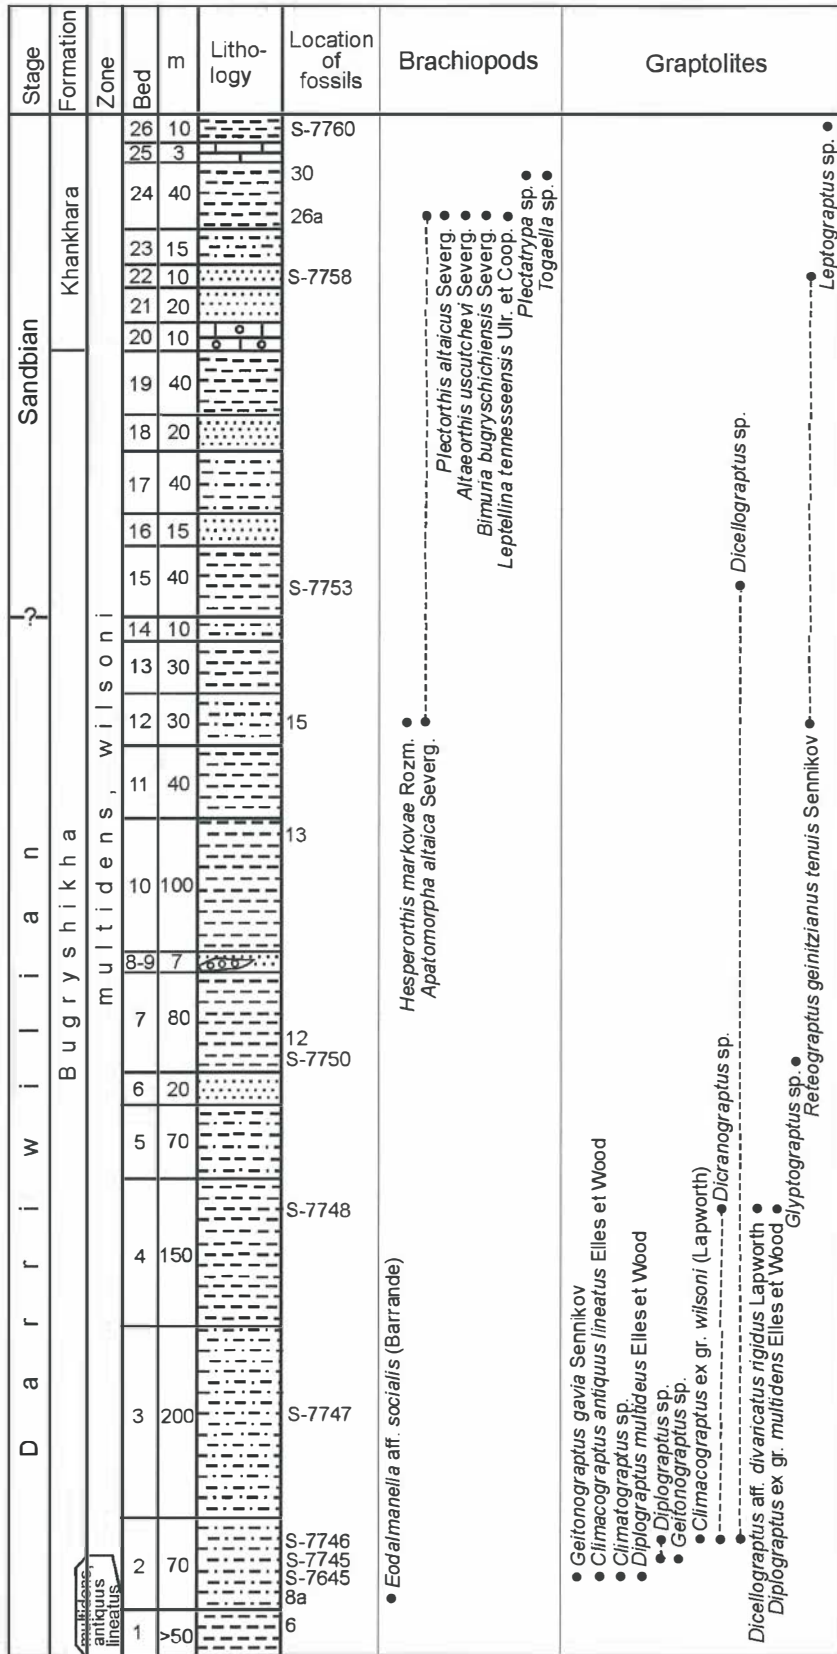 Stage
Formation
Zone
Bed
m
Litho-
logy
Location
of
fossils
Brachiopods
Graptolites
Sandbian
?
Darriwilian
Khankhara
Bugryshikha
multidens, wilsoni
multidens,
antiquus
lineatus
26 10 S-7760
25 3
24 40 30
26a
23 15
22 10 S-7758
21 20
20 10
19 40
18 20
17 40
16 15
15 40 S-7753
14 10
13 30
12 30 15
11 40
10 100 13
8-9 7
7 80 12
S-7750
6 20
5 70
4 150 S-7748
3 200 S-7747
2 70 S-7746
S-7745
S-7645
8a
1 >50 6
Eodalmanella aff. socialis (Barrande)
Hesperorthis markovae Rozm.
Apatomorpha altaica Severg.
Plectorthis altaicus Severg.
Altaeorthis uscutchevi Severg.
Bimuria bugryschichiensis Severg.
Leptellina tennesseensis Ulr. et Coop.
Plectatrypa sp.
Togaella sp.
Geitonograptus gavia Sennikov
Climacograptus antiquus lineatus Elles et Wood
Climatograptus sp.
Diplograptus multideus Elles et Wood
Diplograptus sp.
Geitonograptus sp.
Climacograptus ex gr. wilsoni (Lapworth)
Dicranograptus sp.
Dicellograptus sp.
Dicellograptus aff. divaricatus rigidus Lapworth
Diplograptus ex gr. multidens Elles et Wood
Glyptograptus sp.
Reteograptus geinitzianus tenuis Sennikov
Leptograptus sp.